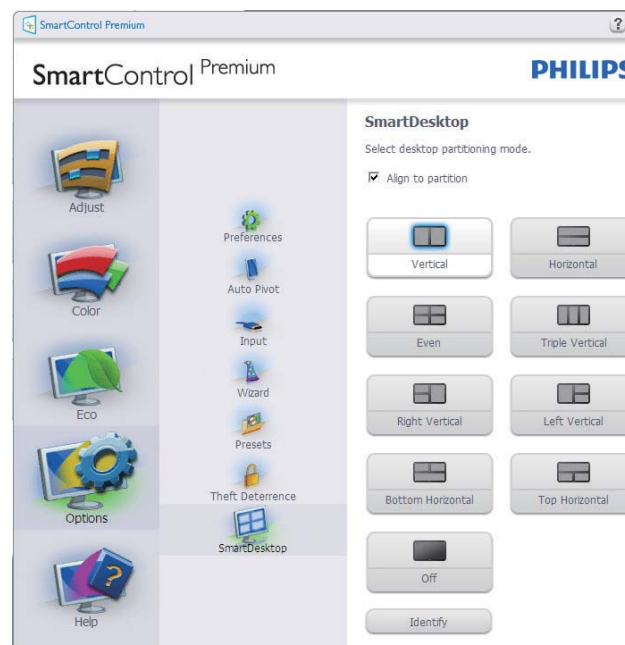 SmartControl Premium
?
SmartControl Premium
PHILIPS
Adjust
Color
Eco
Options
Help
Preferences
Auto Pivot
Input
Wizard
Presets
Theft Deterrence
SmartDesktop
SmartDesktop
Select desktop partitioning mode.
Align to partition
Vertical
Horizontal
Even
Triple Vertical
Right Vertical
Left Vertical
Bottom Horizontal
Top Horizontal
Off
Identify